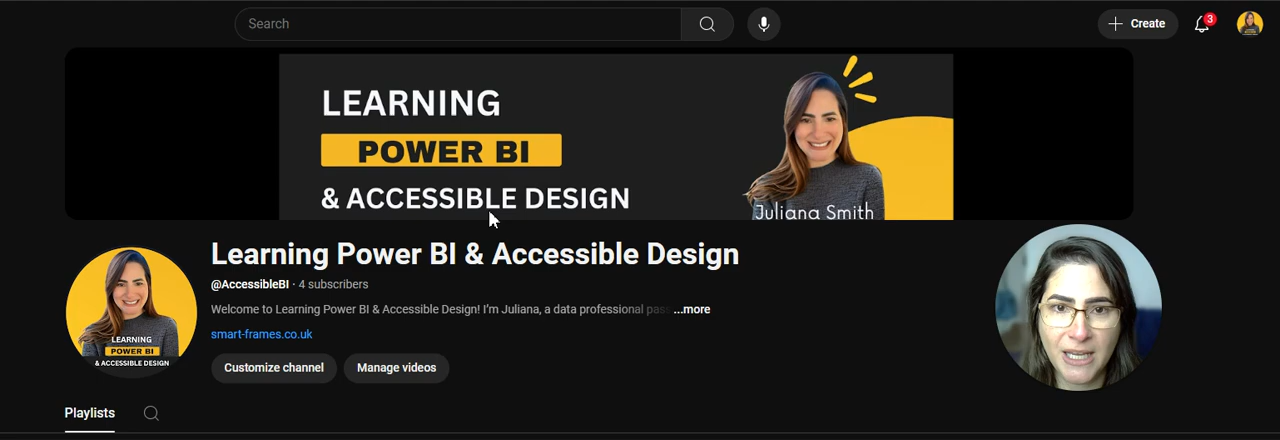 Search
Create
3
LEARNING
POWER BI
& ACCESSIBLE DESIGN
Juliana Smith
Learning Power BI & Accessible Design
@AccessibleBI · 4 subscribers
Welcome to Learning Power BI & Accessible Design! I'm Juliana, a data professional ...more
smart-frames.co.uk
Customize channel
Manage videos
LEARNING
POWER BI
& ACCESSIBLE DESIGN
Playlists